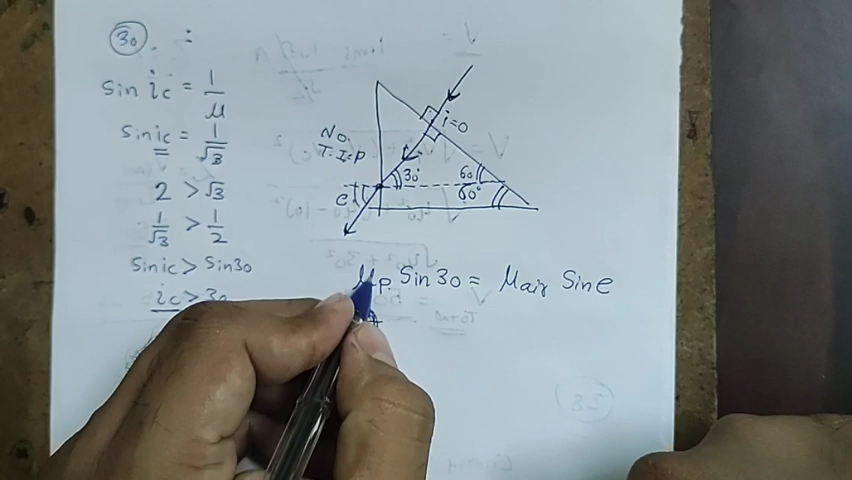 30 :
Sin ic = 1/μ
Sin ic = 1/√3
2 > √3
1/√3 > 1/2
Sin ic > Sin 30
ic > 30
No.
T.I.R
i=0
30°
60°
60°
e
μp. Sin 30 = μair Sin e